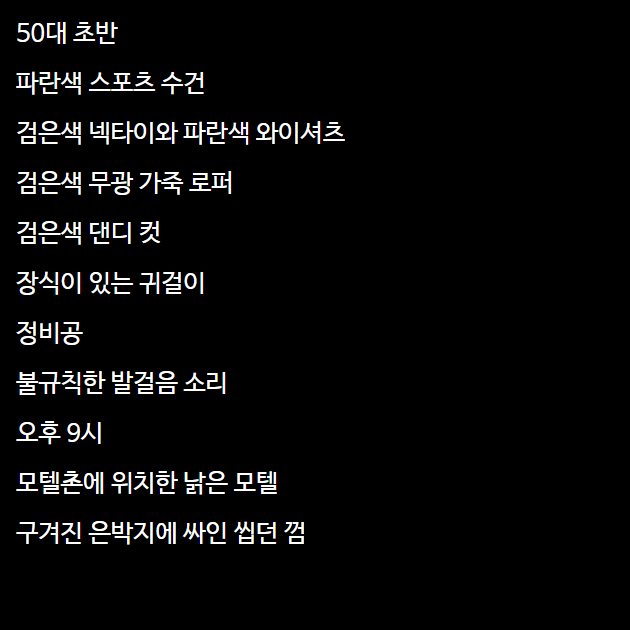 50대 초반
파란색 스포츠 수건
검은색 넥타이와 파란색 와이셔츠
검은색 무광 가죽 로퍼
검은색 댄디 컷
장식이 있는 귀걸이
정비공
불규칙한 발걸음 소리
오후 9시
모텔촌에 위치한 낡은 모텔
구겨진 은박지에 싸인 씹던 껌